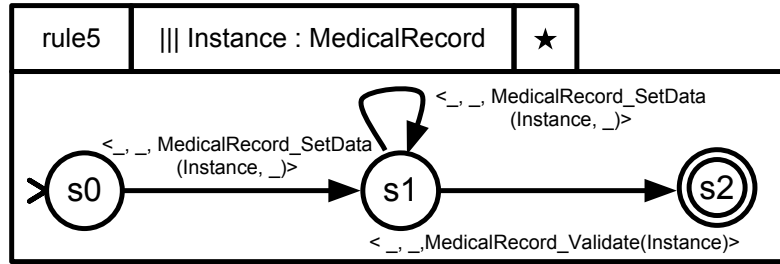 rule5 ||| Instance : MedicalRecord ★
<_, _, MedicalRecord_SetData
(Instance, _)>
<_, _, MedicalRecord_SetData
(Instance, _)>
s0 s1 s2
< _, _,MedicalRecord_Validate(Instance)>